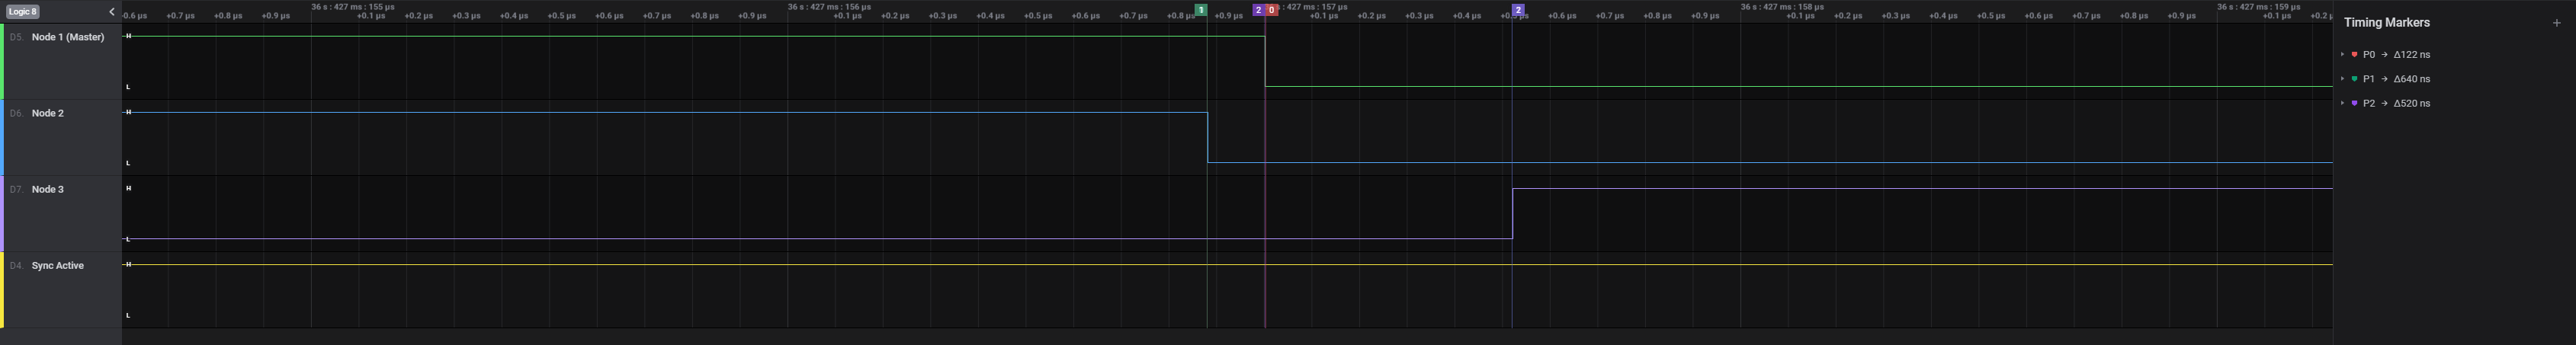 Logic 8
36 s : 427 ms : 155 µs 36 s : 427 ms : 156 µs : 427 ms : 157 µs 36 s : 427 ms : 158 µs 36 s : 427 ms : 159 µs
+0.6 µs +0.7 µs +0.8 µs +0.9 µs +0.1 µs +0.2 µs +0.3 µs +0.4 µs +0.5 µs +0.6 µs +0.7 µs +0.8 µs +0.9 µs +0.1 µs +0.2 µs +0.3 µs +0.4 µs +0.5 µs +0.6 µs +0.7 µs +0.8 µs 1 +0.9 µs 2 0 +0.1 µs +0.2 µs +0.3 µs +0.4 µs 2 +0.6 µs +0.7 µs +0.8 µs +0.9 µs +0.1 µs +0.2 µs +0.3 µs +0.4 µs +0.5 µs +0.6 µs +0.7 µs +0.8 µs +0.9 µs +0.1 µs +0.2 µ
D5. Node 1 (Master)
H
L
D6. Node 2
H
L
D7. Node 3
H
L
D4. Sync Active
H
L
Timing Markers +
P0 → Δ122 ns
P1 → Δ640 ns
P2 → Δ520 ns